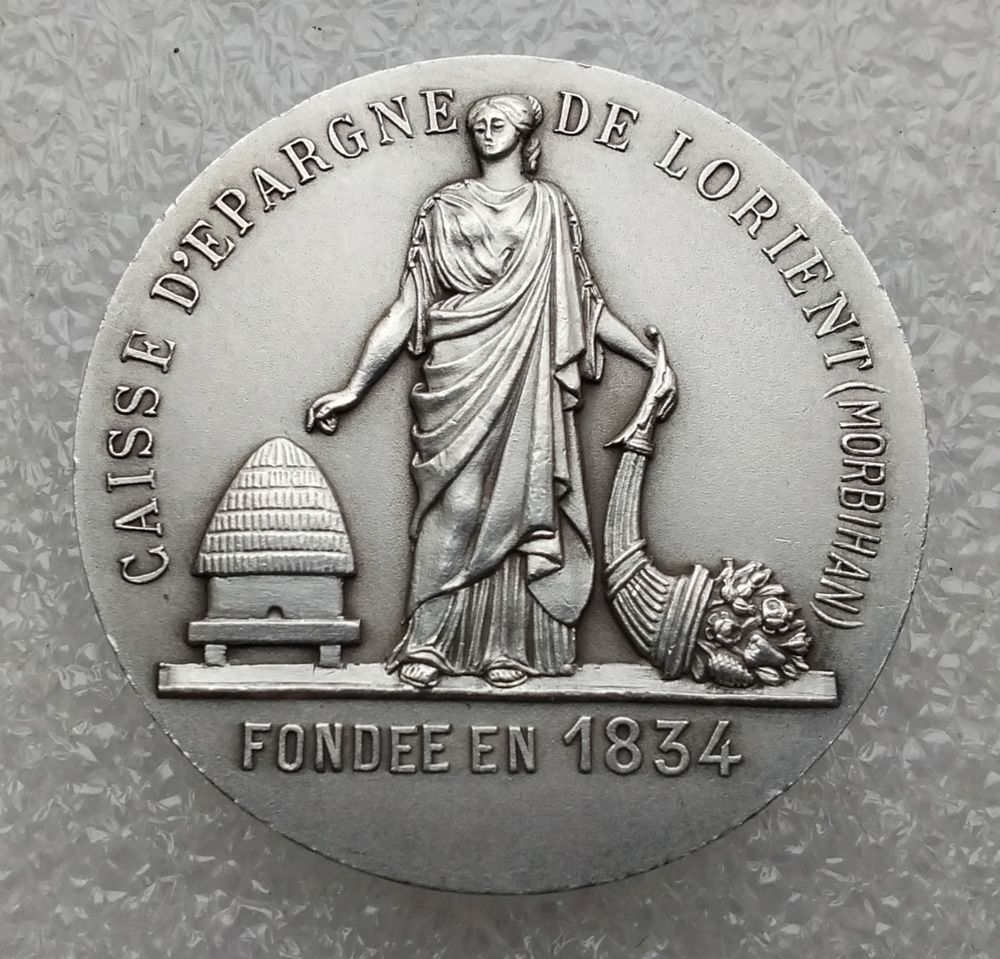 CAISSE D'EPARGNE DE LORIENT (MORBIHAN)
FONDEE EN 1834